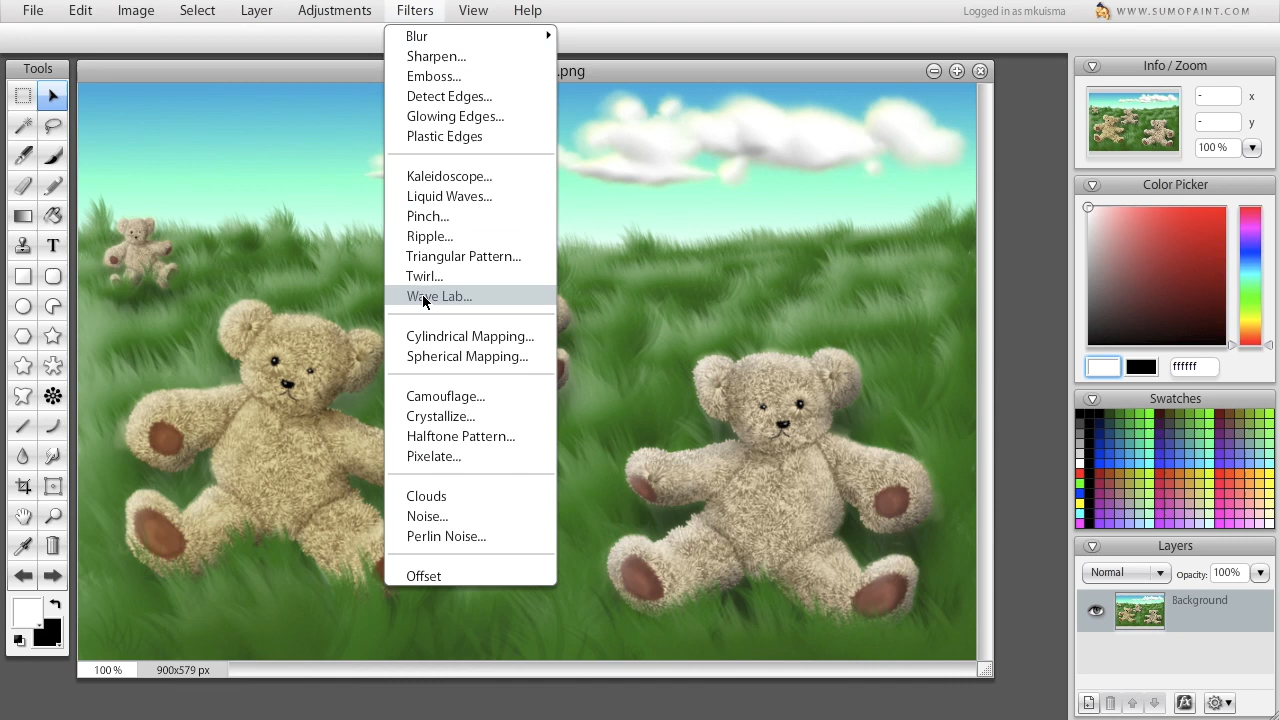 File Edit Image Select Layer Adjustments Filters View Help
Logged in as mkuisma
WWW.SUMOPAINT.COM
Tools
.png
Blur
Sharpen...
Emboss...
Detect Edges...
Glowing Edges...
Plastic Edges
Kaleidoscope...
Liquid Waves...
Pinch...
Ripple...
Triangular Pattern...
Twirl...
Wave Lab...
Cylindrical Mapping...
Spherical Mapping...
Camouflage...
Crystallize...
Halftone Pattern...
Pixelate...
Clouds
Noise...
Perlin Noise...
Offset
T
100 %
900x579 px
Info / Zoom
- x
- y
100 %
Color Picker
ffffff
Swatches
Layers
Normal
Opacity: 100%
Background